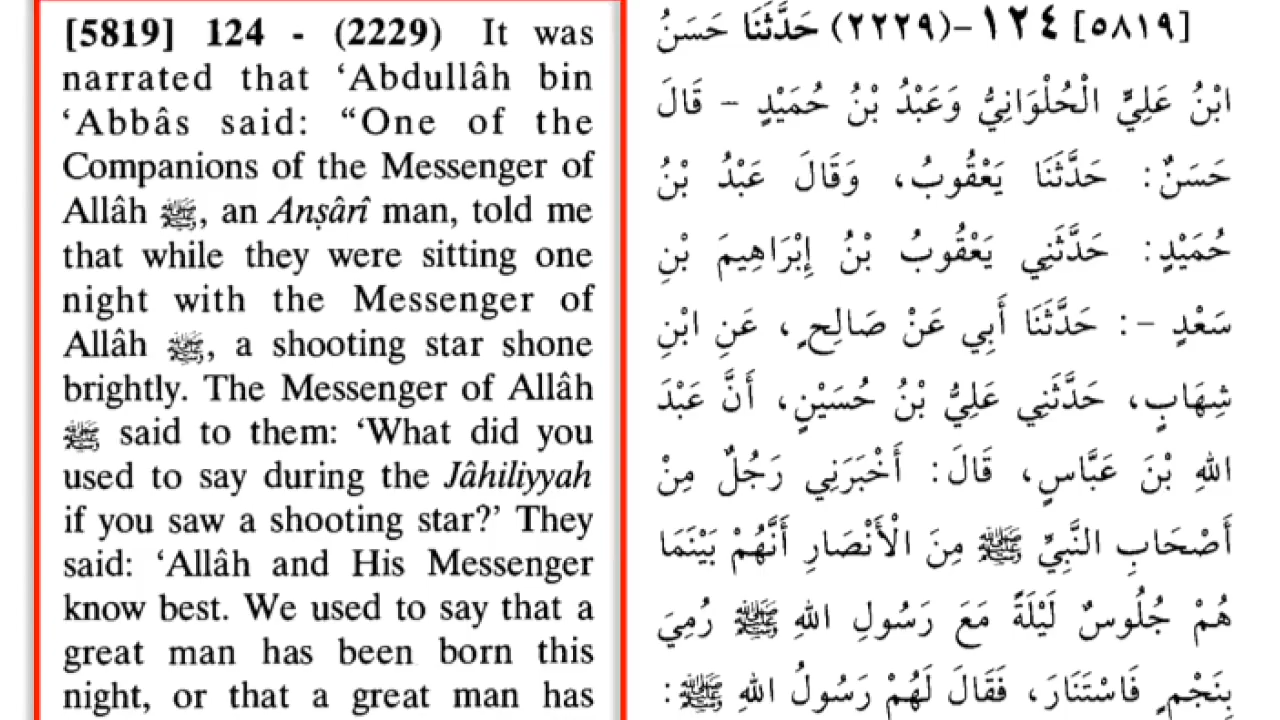 [5819] 124 - (2229) It was
narrated that ‘Abdullâh bin
‘Abbâs said: “One of the
Companions of the Messenger of
Allâh ﷺ, an Anṣârî man, told me
that while they were sitting one
night with the Messenger of
Allâh ﷺ, a shooting star shone
brightly. The Messenger of Allâh
ﷺ said to them: ‘What did you
used to say during the Jâhiliyyah
if you saw a shooting star?’ They
said: ‘Allâh and His Messenger
know best. We used to say that a
great man has been born this
night, or that a great man has
[٥٨١٩] ١٢٤-(٢٢٢٩) حَدَّثَنَا حَسَنُ
ابْنُ عَلِيٍّ الْحُلْوَانِيُّ وَعَبْدُ بْنُ حُمَيْدٍ - قَالَ
حَسَنٌ: حَدَّثَنَا يَعْقُوبُ، وَقَالَ عَبْدُ بْنُ
حُمَيْدٍ: حَدَّثَنِي يَعْقُوبُ بْنُ إِبْرَاهِيمَ بْنِ
سَعْدٍ -: حَدَّثَنَا أَبِي عَنْ صَالِحٍ، عَنِ ابْنِ
شِهَابٍ، حَدَّثَنِي عَلِيُّ بْنُ حُسَيْنٍ، أَنَّ عَبْدَ
اللهِ بْنَ عَبَّاسٍ، قَالَ: أَخْبَرَنِي رَجُلٌ مِنْ
أَصْحَابِ النَّبِيِّ ﷺ مِنَ الْأَنْصَارِ أَنَّهُمْ بَيْنَمَا
هُمْ جُلُوسٌ لَيْلَةً مَعَ رَسُولِ اللهِ ﷺ رُمِيَ
بِنَجْمٍ فَاسْتَنَارَ، فَقَالَ لَهُمْ رَسُولُ اللهِ ﷺ: